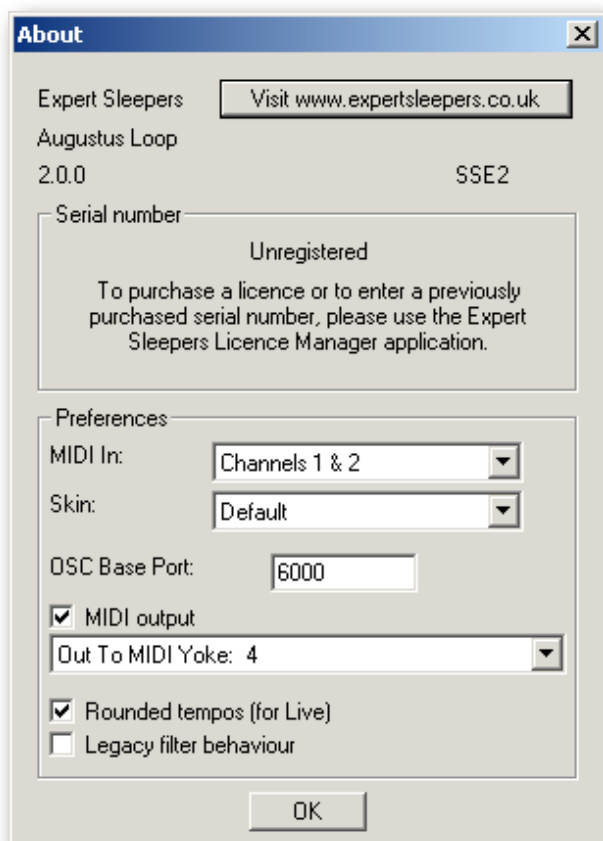 About
Expert Sleepers Visit www.expertsleepers.co.uk
Augustus Loop
2.0.0 SSE2
Serial number
Unregistered
To purchase a licence or to enter a previously
purchased serial number, please use the Expert
Sleepers Licence Manager application.
Preferences
MIDI In: Channels 1 & 2
Skin: Default
OSC Base Port: 6000
MIDI output
Out To MIDI Yoke: 4
Rounded tempos (for Live)
Legacy filter behaviour
OK